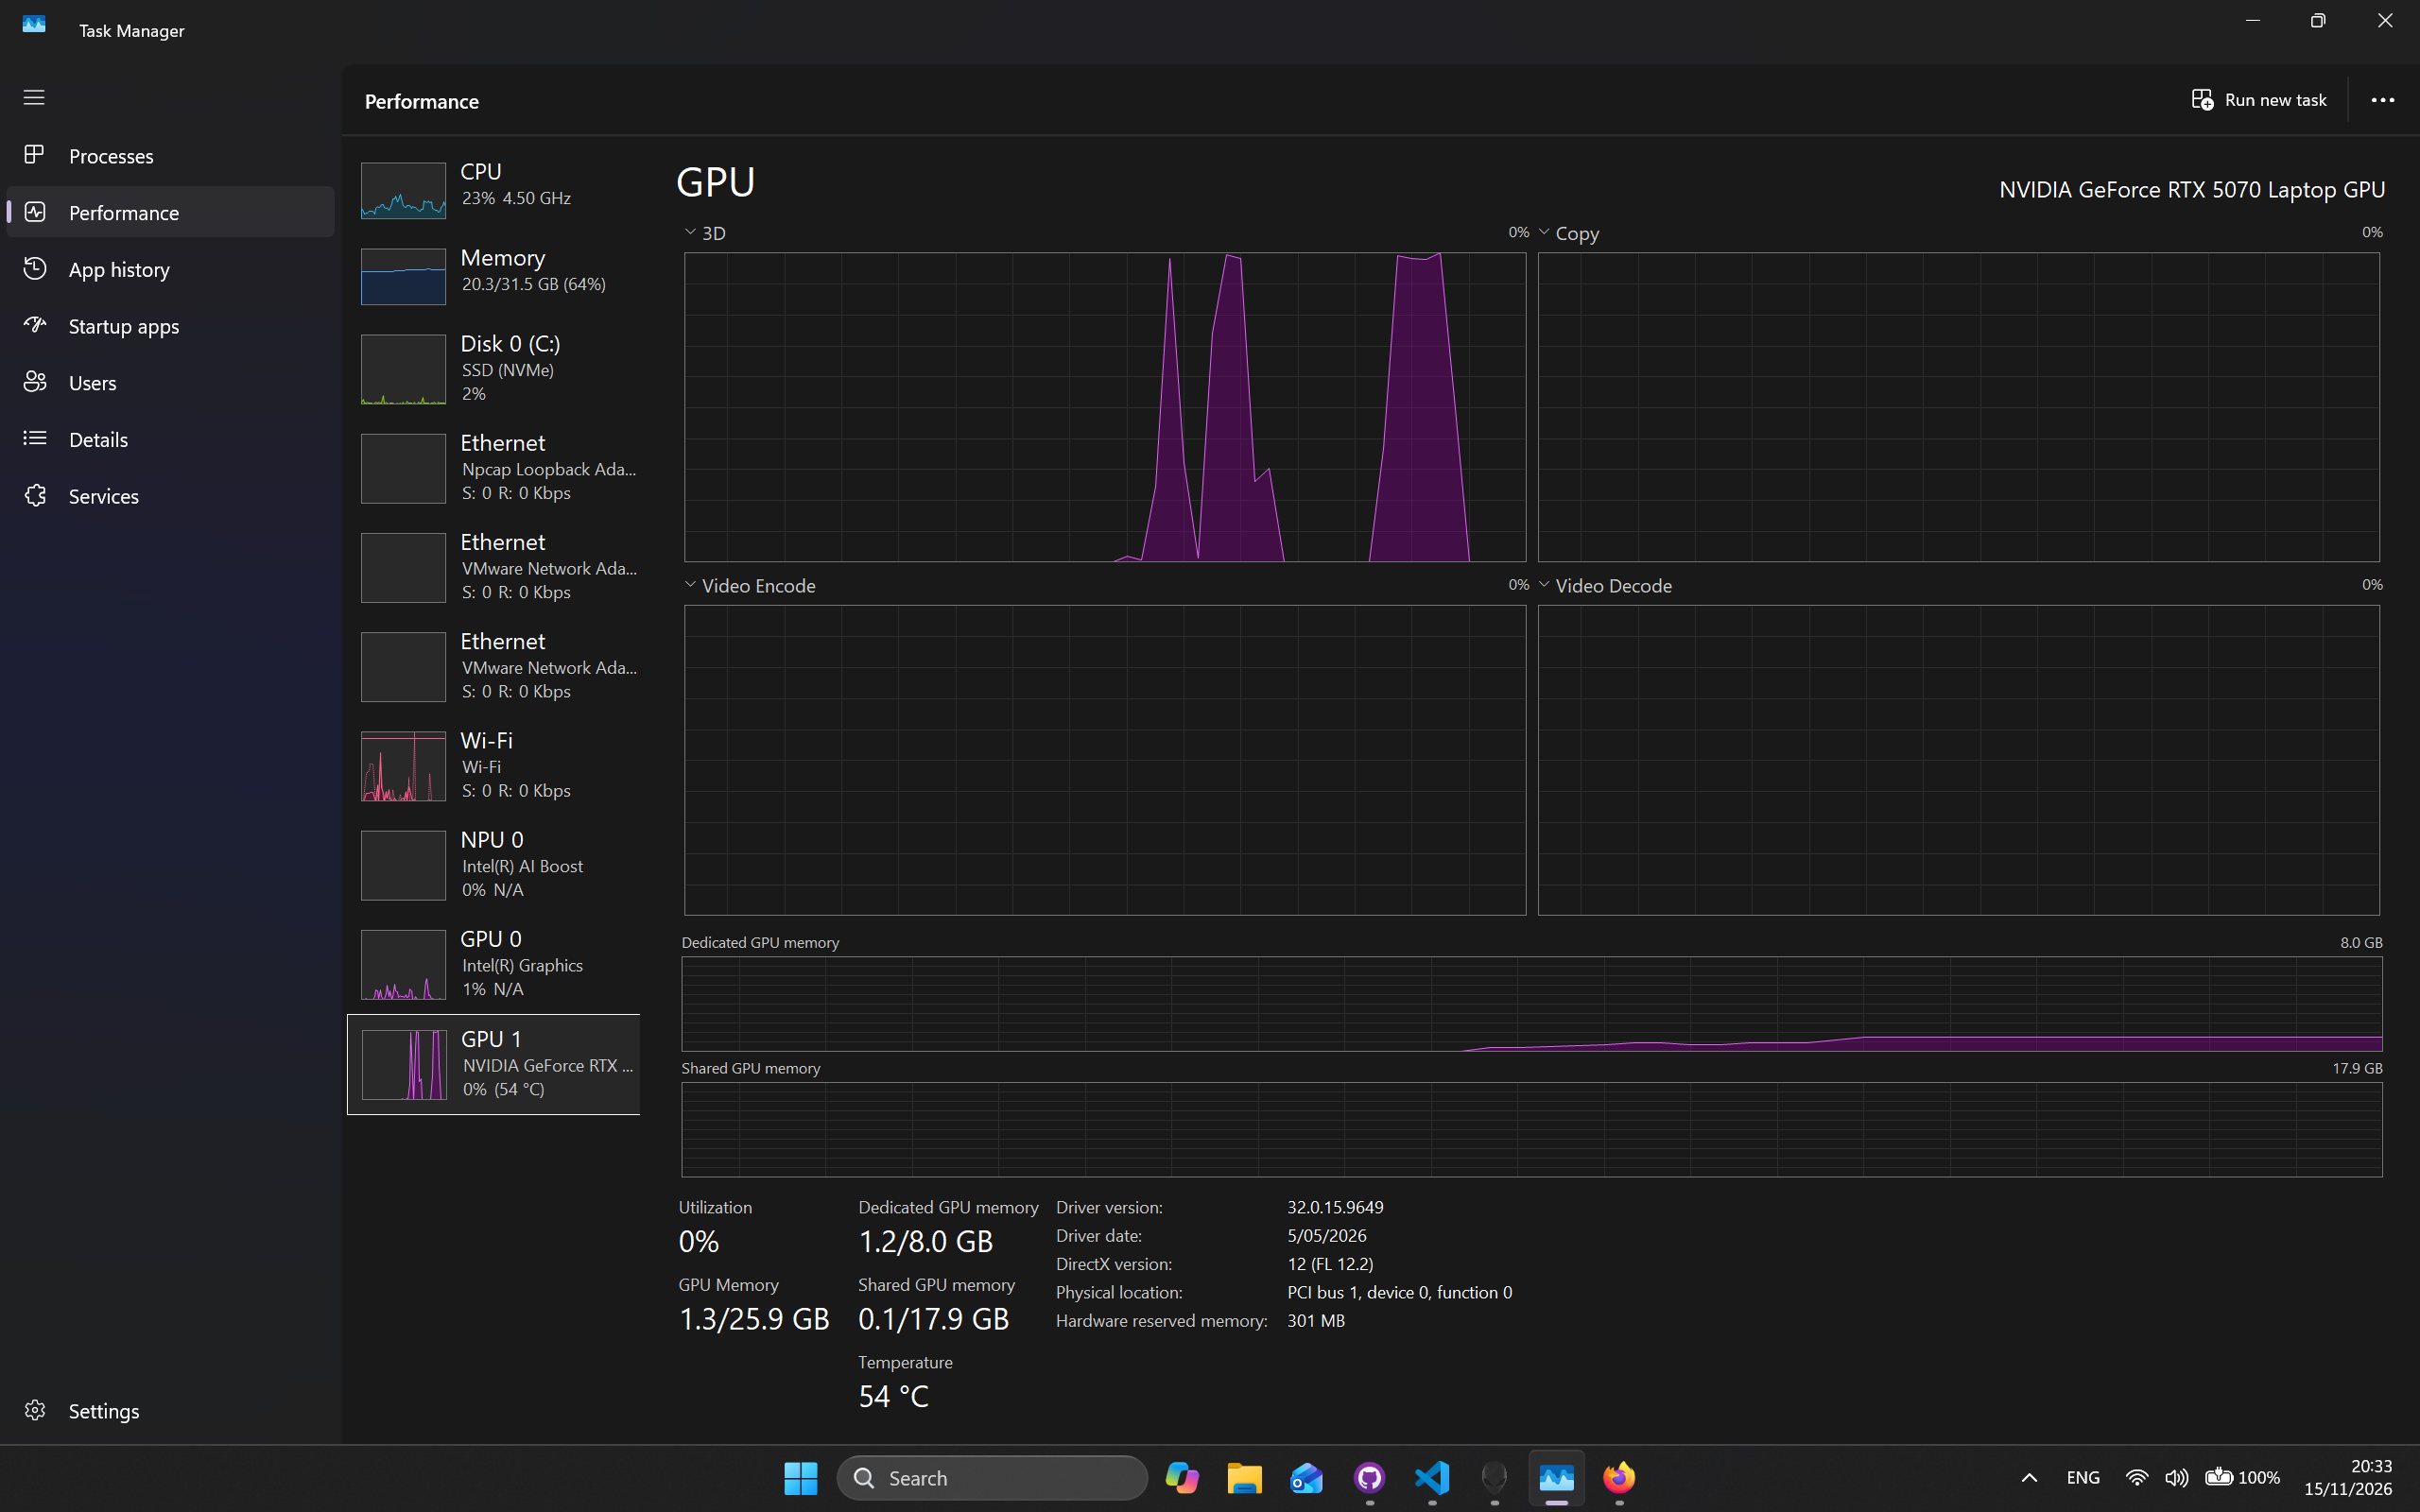 Task Manager
Processes
Performance
App history
Startup apps
Users
Details
Services
Settings
Performance
Run new task
CPU
23% 4.50 GHz
Memory
20.3/31.5 GB (64%)
Disk 0 (C:)
SSD (NVMe)
2%
Ethernet
Npcap Loopback Ada...
S: 0 R: 0 Kbps
Ethernet
VMware Network Ada...
S: 0 R: 0 Kbps
Ethernet
VMware Network Ada...
S: 0 R: 0 Kbps
Wi-Fi
Wi-Fi
S: 0 R: 0 Kbps
NPU 0
Intel(R) AI Boost
0% N/A
GPU 0
Intel(R) Graphics
1% N/A
GPU 1
NVIDIA GeForce RTX ...
0% (54 °C)
GPU
NVIDIA GeForce RTX 5070 Laptop GPU
3D 0%
Copy 0%
Video Encode 0%
Video Decode 0%
Dedicated GPU memory 8.0 GB
Shared GPU memory 17.9 GB
Utilization
0%
GPU Memory
1.3/25.9 GB
Dedicated GPU memory
1.2/8.0 GB
Shared GPU memory
0.1/17.9 GB
Temperature
54 °C
Driver version: 32.0.15.9649
Driver date: 5/05/2026
DirectX version: 12 (FL 12.2)
Physical location: PCI bus 1, device 0, function 0
Hardware reserved memory: 301 MB
Search
ENG
100%
20:33
15/11/2026